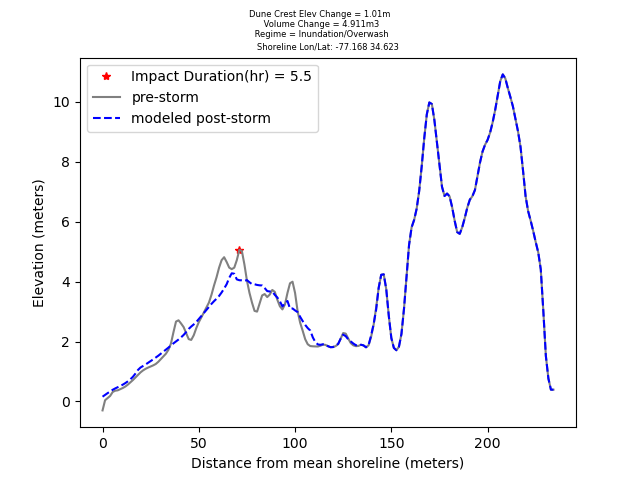 Dune Crest Elev Change = 1.01m
Volume Change = 4.911m3
Regime = Inundation/Overwash
Shoreline Lon/Lat: -77.168 34.623
Impact Duration(hr) = 5.5
pre-storm
modeled post-storm
Elevation (meters)
10
8
6
4
2
0
0 50 100 150 200
Distance from mean shoreline (meters)